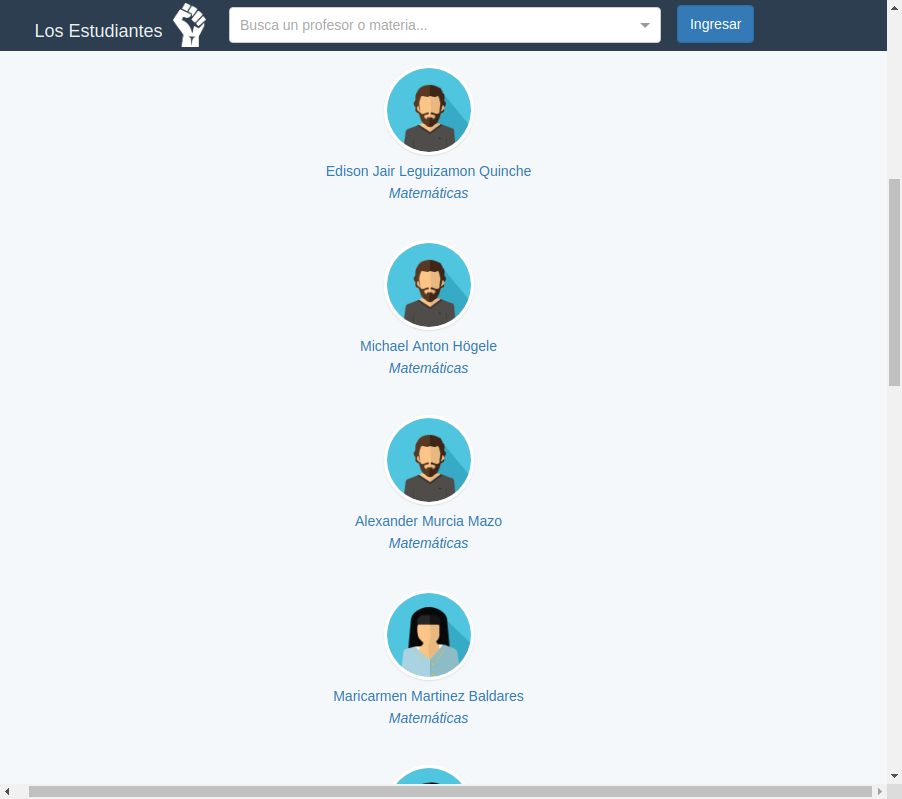 Los Estudiantes
Busca un profesor o materia...
Ingresar
Edison Jair Leguizamon Quinche
Matemáticas
Michael Anton Högele
Matemáticas
Alexander Murcia Mazo
Matemáticas
Maricarmen Martinez Baldares
Matemáticas